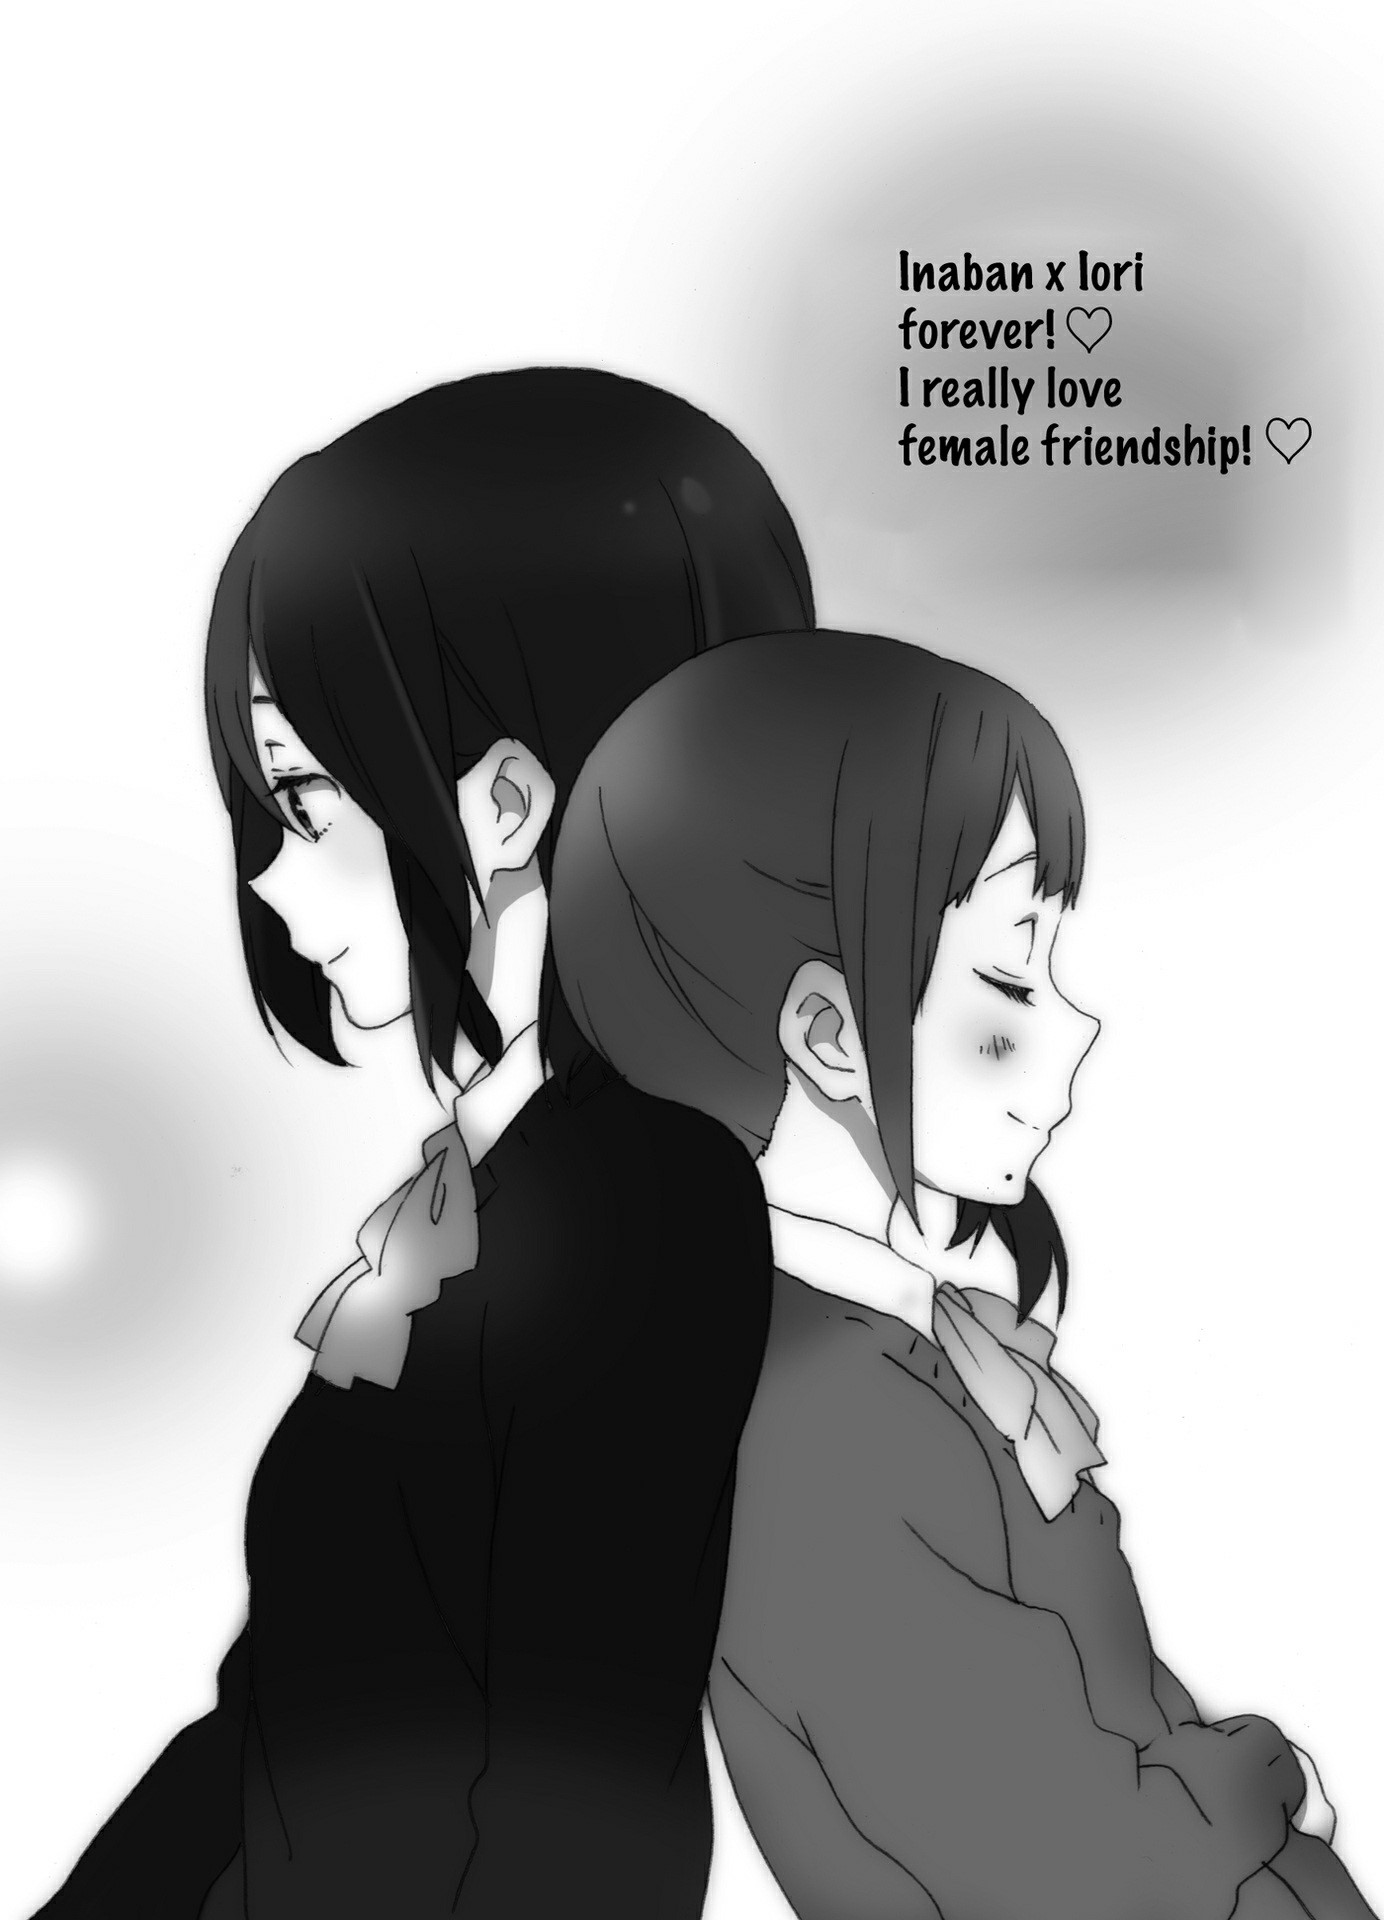 Inaban x Iori
forever! ♡
I really love
female friendship! ♡